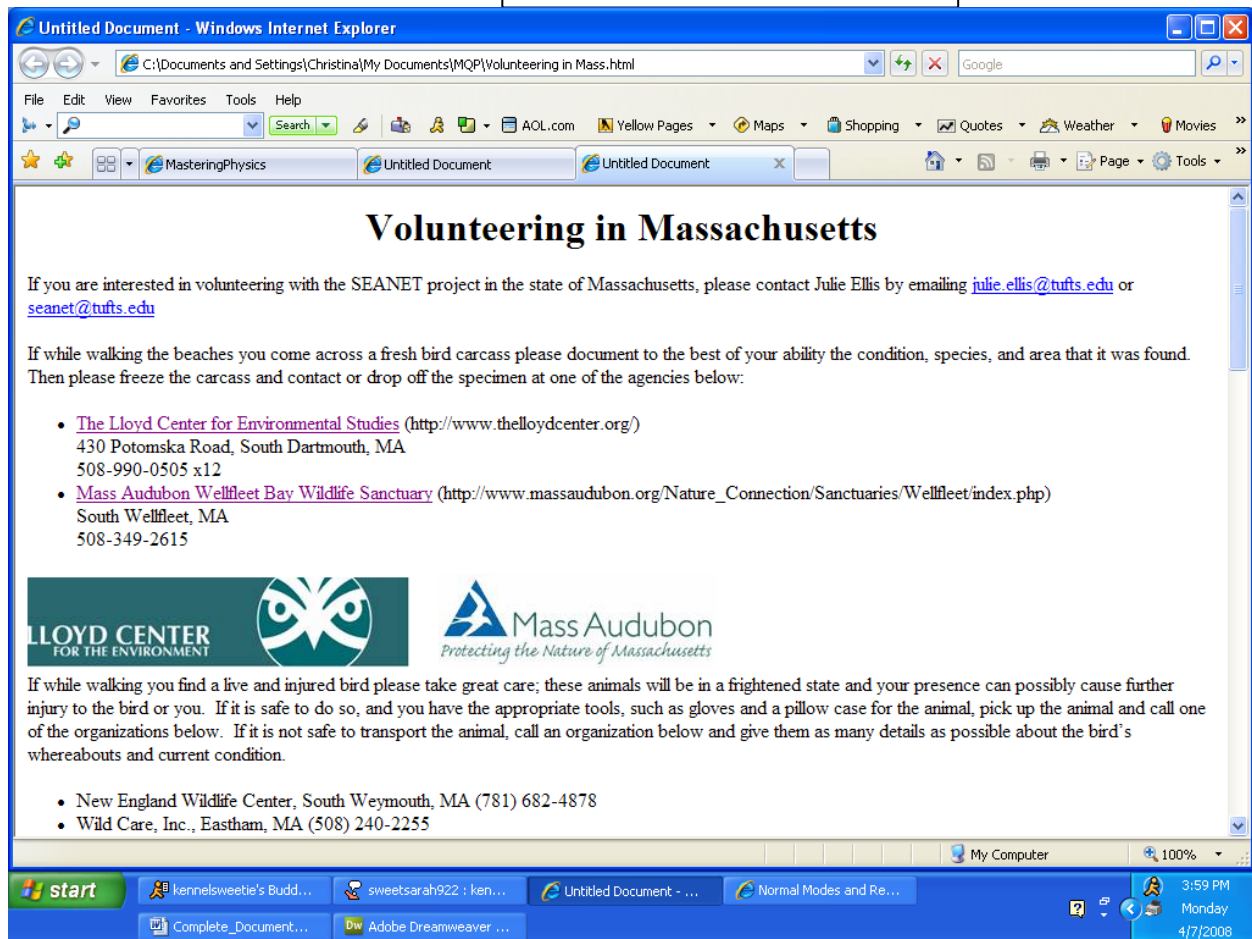 Untitled Document - Windows Internet Explorer
C:\Documents and Settings\Christina\My Documents\MQP\Volunteering in Mass.html
Google
File Edit View Favorites Tools Help
Search AOL.com Yellow Pages Maps Shopping Quotes Weather Movies »
MasteringPhysics Untitled Document Untitled Document x Page Tools »
Volunteering in Massachusetts
If you are interested in volunteering with the SEANET project in the state of Massachusetts, please contact Julie Ellis by emailing julie.ellis@tufts.edu or
seanet@tufts.edu
If while walking the beaches you come across a fresh bird carcass please document to the best of your ability the condition, species, and area that it was found.
Then please freeze the carcass and contact or drop off the specimen at one of the agencies below:
• The Lloyd Center for Environmental Studies (http://www.thelloydcenter.org/)
430 Potomska Road, South Dartmouth, MA
508-990-0505 x12
• Mass Audubon Wellfleet Bay Wildlife Sanctuary (http://www.massaudubon.org/Nature_Connection/Sanctuaries/Wellfleet/index.php)
South Wellfleet, MA
508-349-2615
LLOYD CENTER
FOR THE ENVIRONMENT
Mass Audubon
Protecting the Nature of Massachusetts
If while walking you find a live and injured bird please take great care; these animals will be in a frightened state and your presence can possibly cause further
injury to the bird or you. If it is safe to do so, and you have the appropriate tools, such as gloves and a pillow case for the animal, pick up the animal and call one
of the organizations below. If it is not safe to transport the animal, call an organization below and give them as many details as possible about the bird's
whereabouts and current condition.
• New England Wildlife Center, South Weymouth, MA (781) 682-4878
• Wild Care, Inc., Eastham, MA (508) 240-2255
My Computer 100%
start kennelsweetie's Budd... sweetsarah922 : ken... Untitled Document - ... Normal Modes and Re... 3:59 PM
Monday
Complete_Document... Dw Adobe Dreamweaver ... 4/7/2008